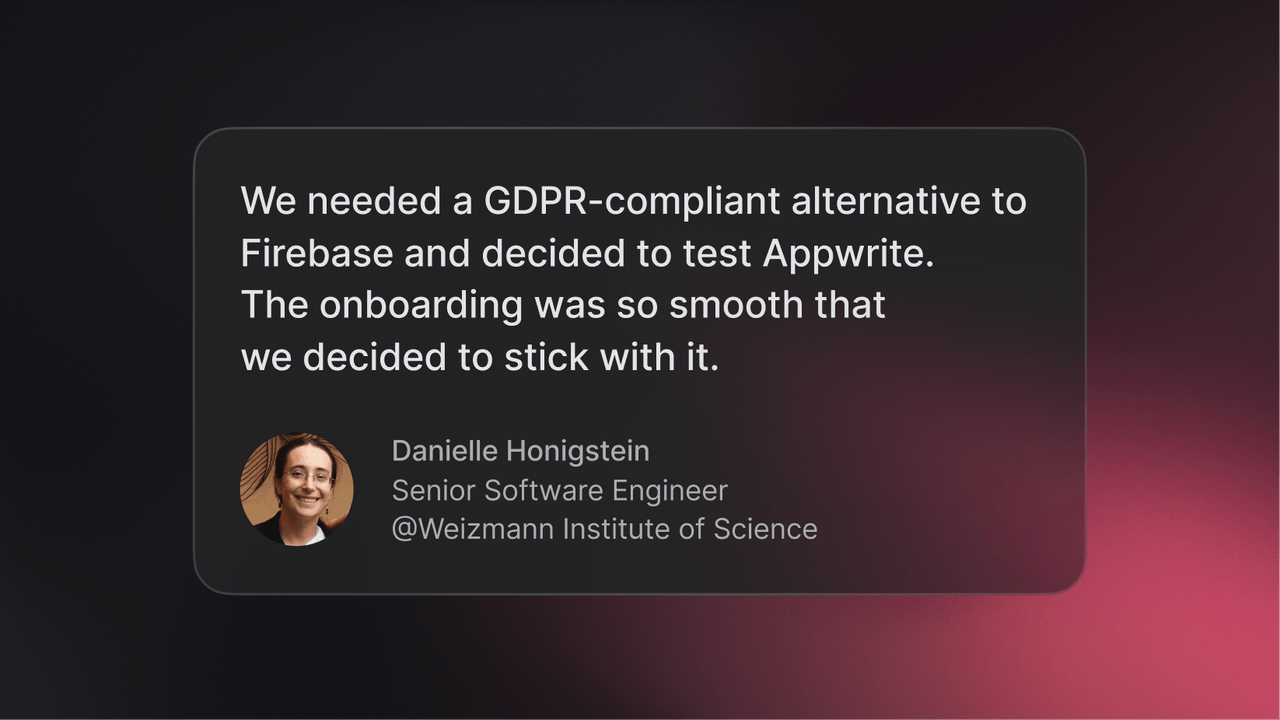 We needed a GDPR-compliant alternative to
Firebase and decided to test Appwrite.
The onboarding was so smooth that
we decided to stick with it.
Danielle Honigstein
Senior Software Engineer
@Weizmann Institute of Science